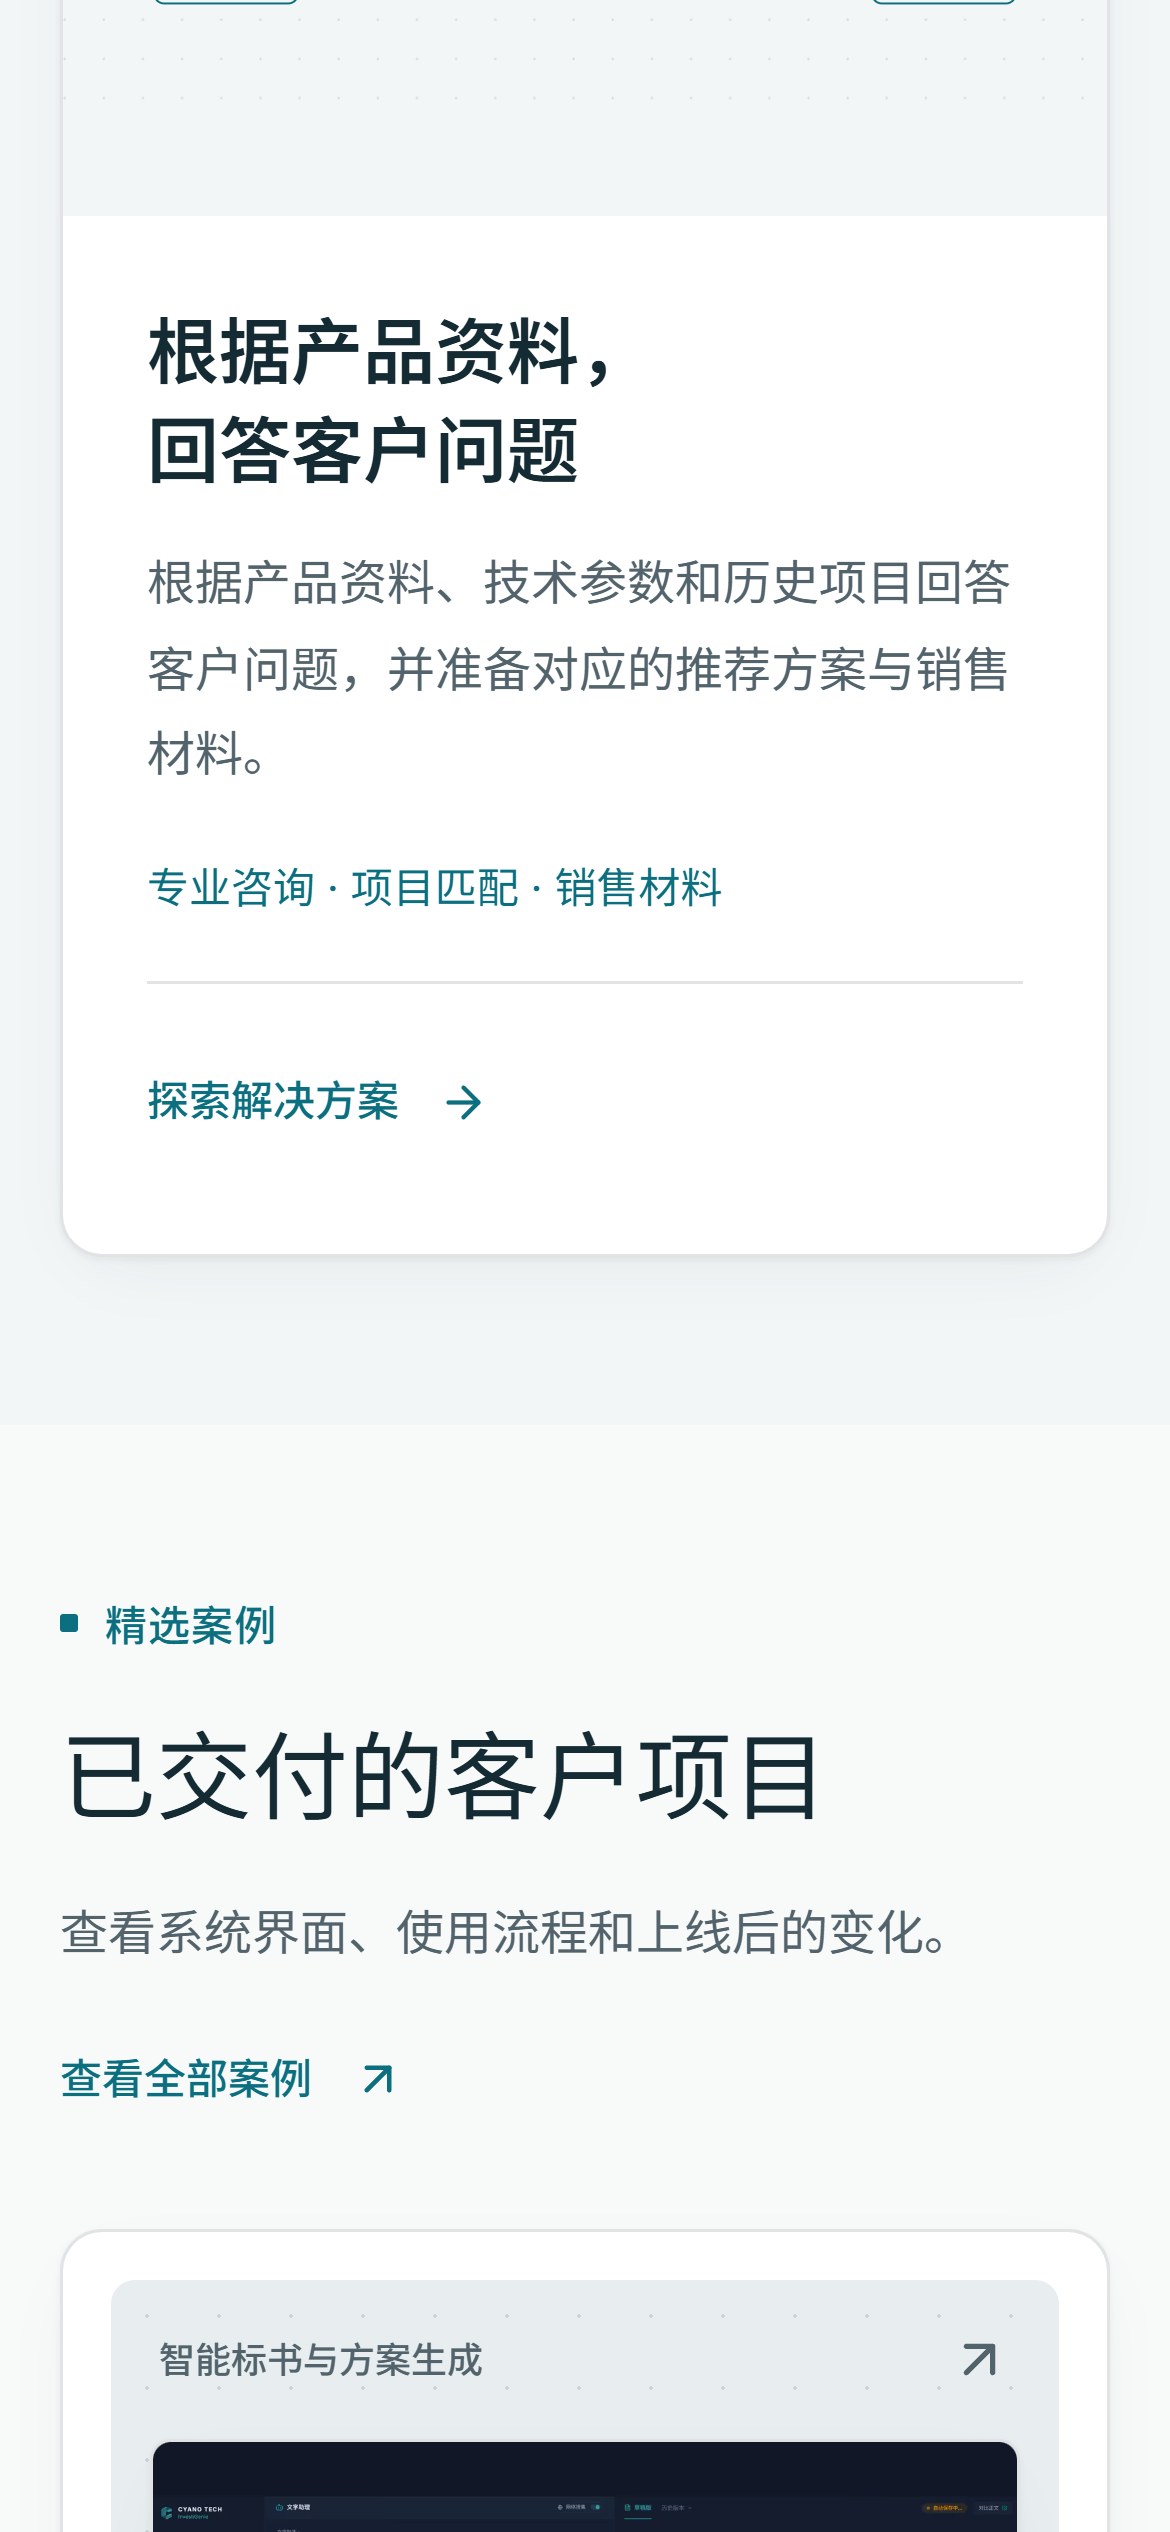 根据产品资料，
回答客户问题
根据产品资料、技术参数和历史项目回答
客户问题，并准备对应的推荐方案与销售
材料。
专业咨询 · 项目匹配 · 销售材料
探索解决方案
精选案例
已交付的客户项目
查看系统界面、使用流程和上线后的变化。
查看全部案例
智能标书与方案生成
CYANO TECH
文字助理